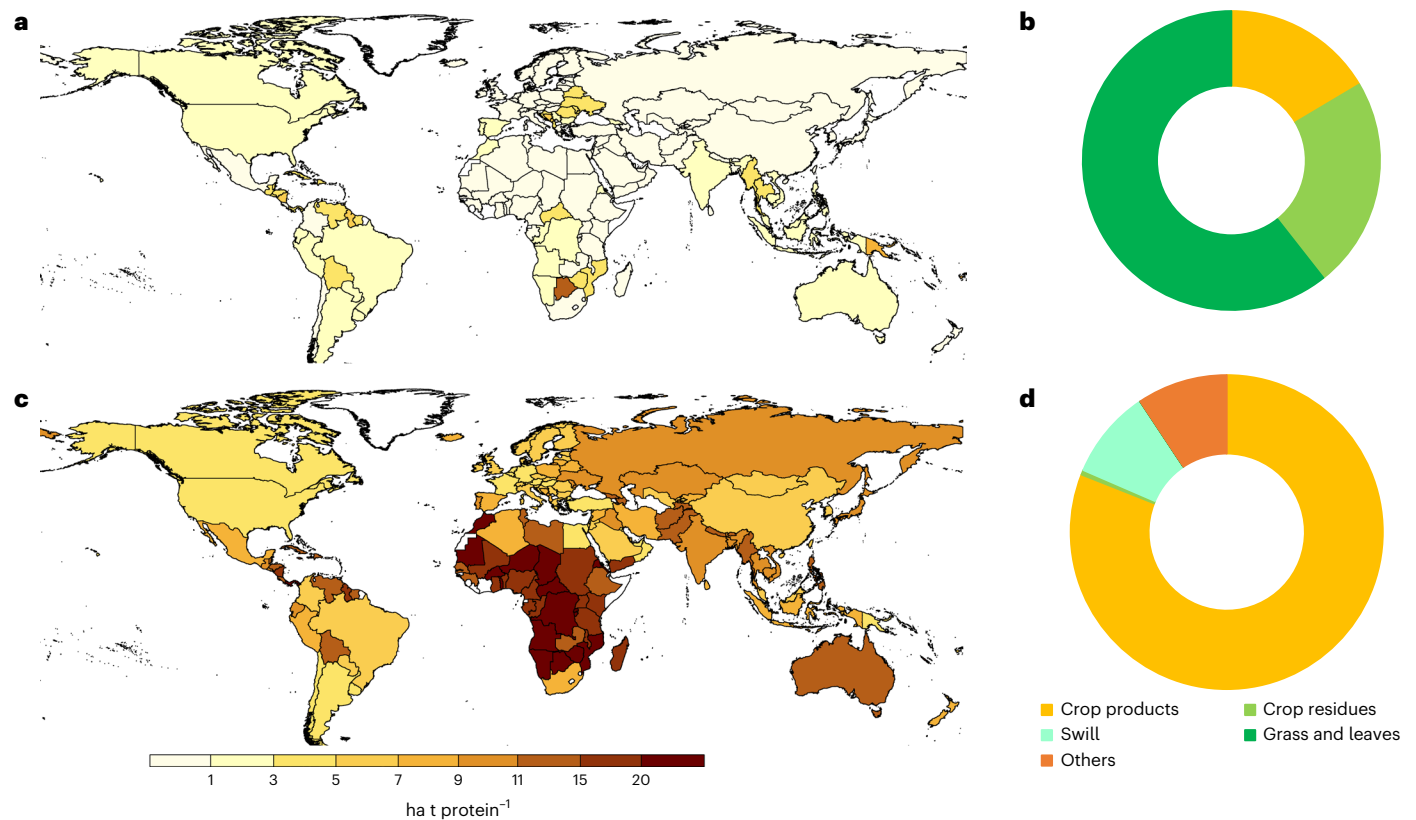 a
b
c
d
1 3 5 7 9 11 15 20
ha t protein⁻¹
Crop products
Crop residues
Swill
Grass and leaves
Others